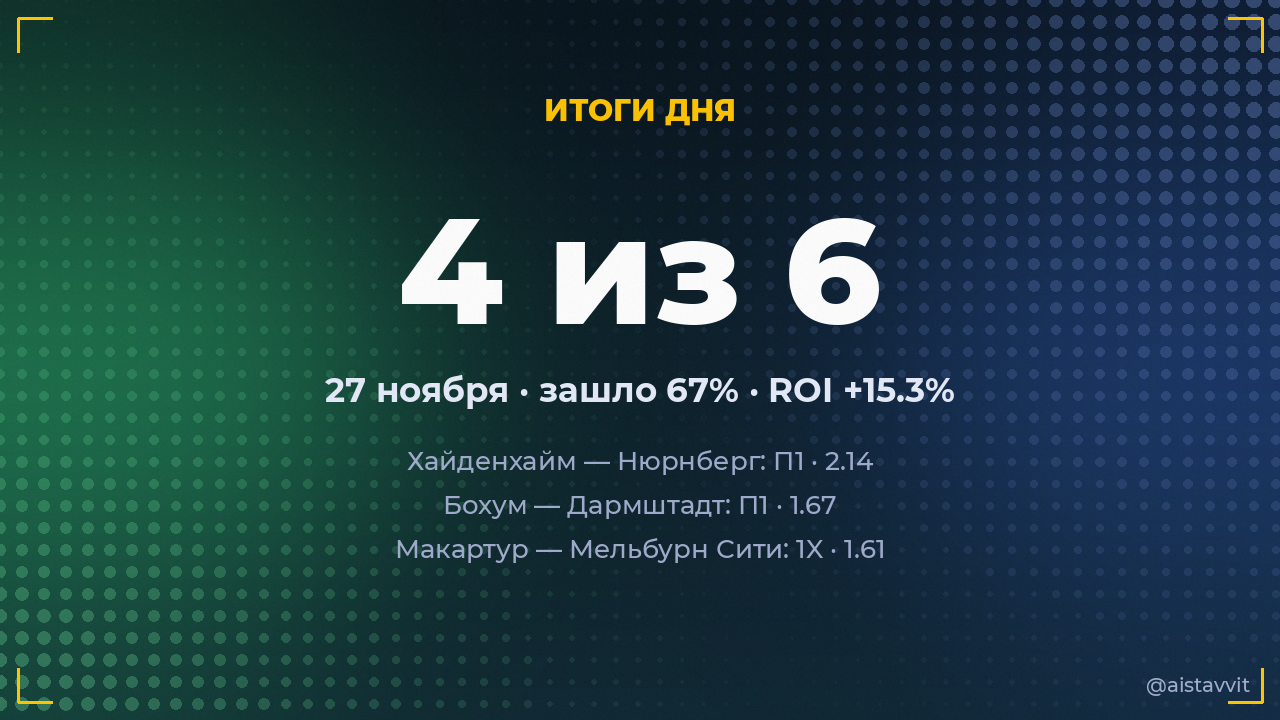 ИТОГИ ДНЯ
4 из 6
27 ноября · зашло 67% · ROI +15.3%
Хайденхайм — Нюрнберг: П1 · 2.14
Бохум — Дармштадт: П1 · 1.67
Макартур — Мельбурн Сити: 1X · 1.61
@aistavvit